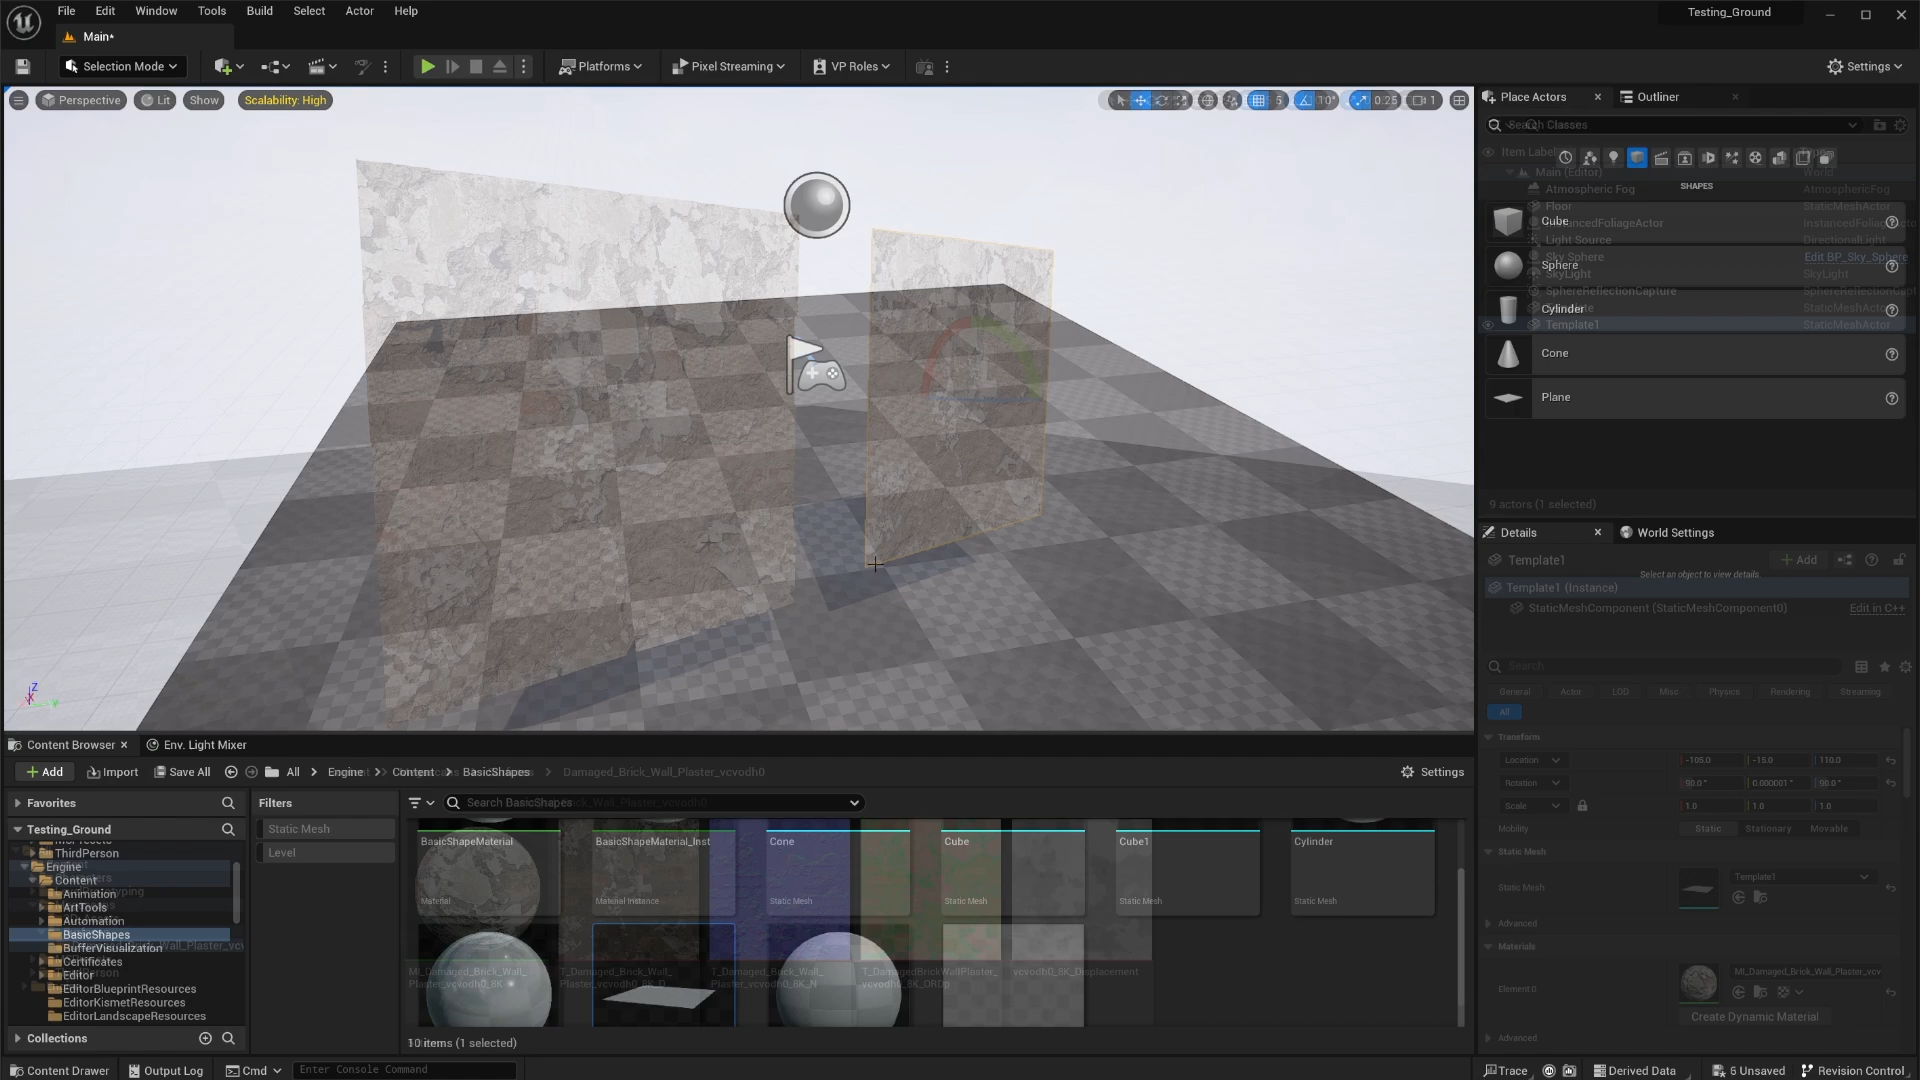 File Edit Window Tools Build Select Actor Help
Testing_Ground
Main*
Selection Mode
Platforms
Pixel Streaming
VP Roles
Settings
Perspective
Lit
Show
Scalability: High
5
10°
0.25
1
Place Actors
Outliner
Search Classes
Item Label
Main (Editor)
World
SHAPES
Atmospheric Fog
AtmosphericFog
Floor
StaticMeshActor
Cube
InstancedFoliageActor
Light Source
DirectionalLight
Sky Sphere
Edit BP_Sky_Sphere
Sphere
SkyLight
SkyLight
SphereReflectionCapture
Cylinder
StaticMeshActor
Template1
StaticMeshActor
Cone
Plane
9 actors (1 selected)
Details
World Settings
Template1
Add
Select an object to view details.
Template1 (Instance)
StaticMeshComponent (StaticMeshComponent0)
Edit in C++
Search
General Actor LOD Misc Physics Rendering Streaming
All
Transform
Location -105.0 -15.0 110.0
Rotation 90.0° 0.000001° 90.0°
Scale 1.0 1.0 1.0
Mobility Static Stationary Movable
Static Mesh
Static Mesh
Template1
Advanced
Materials
Element 0
MI_Damaged_Brick_Wall_Plaster_vcv
Create Dynamic Material
Advanced
Content Browser
Env. Light Mixer
Add
Import
Save All
All
Engine
Content
BasicShapes
Damaged_Brick_Wall_Plaster_vcvodh0
Settings
Favorites
Filters
Search BasicShapes
Testing_Ground
Static Mesh
Level
ThirdPerson
Engine
Content
Animation
ArtTools
Automation
BasicShapes
BufferVisualization
Certificates
Editor
EditorBlueprintResources
EditorKismetResources
EditorLandscapeResources
Collections
BasicShapeMaterial
Material
BasicShapeMaterial_Inst
Material Instance
Cone
Static Mesh
Cube
Static Mesh
Cube1
Static Mesh
Cylinder
Static Mesh
MI_Damaged_Brick_Wall_
Plaster_vcvodh0_8K
T_Damaged_Brick_Wall_
Plaster_vcvodh0_8K_D
T_Damaged_Brick_Wall_
Plaster_vcvodh0_8K_N
T_DamagedBrickWallPlaster_
vcvodh0_8K_ORDp
vcvodh0_8K_Displacement
10 items (1 selected)
Content Drawer
Output Log
Cmd
Enter Console Command
Trace
Derived Data
6 Unsaved
Revision Control